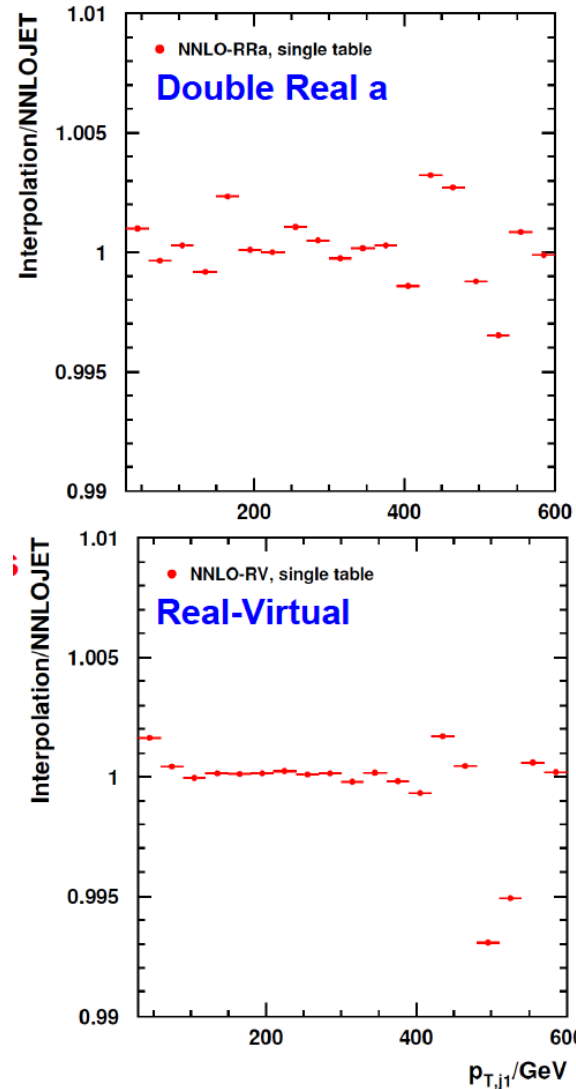 1.01
NNLO-RRa, single table
Double Real a
1.005
1
0.995
0.99
Interpolation/NNLOJET
200 400 600
1.01
NNLO-RV, single table
Real-Virtual
1.005
1
0.995
0.99
Interpolation/NNLOJET
200 400 600
pT,j1/GeV